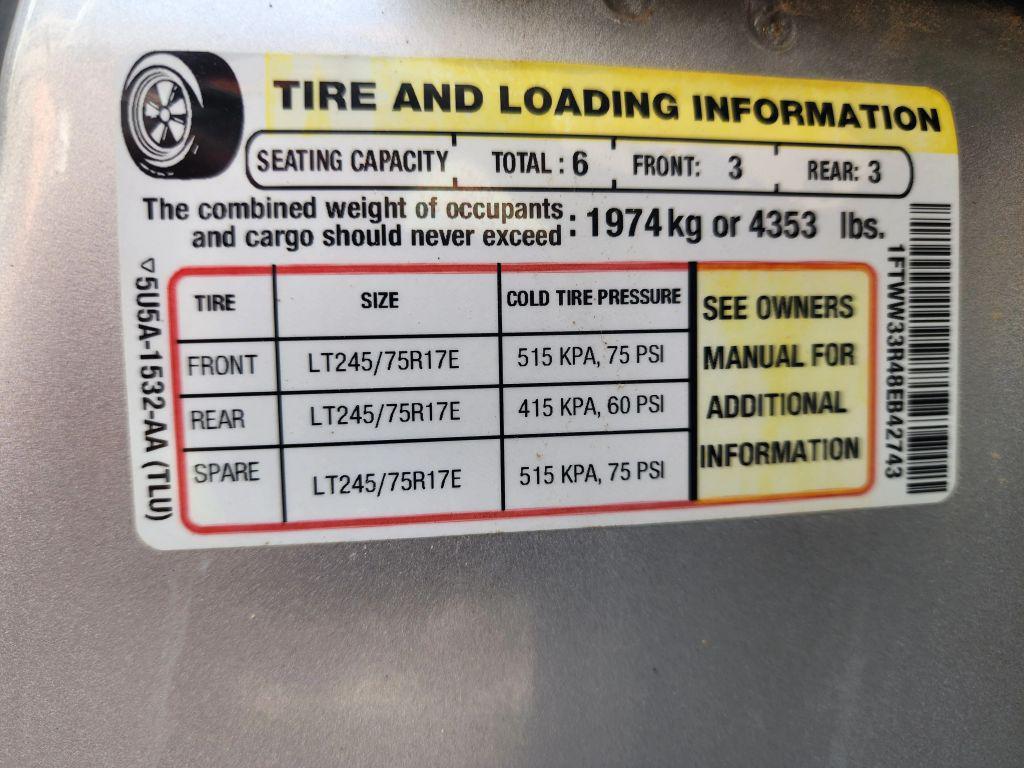 TIRE AND LOADING INFORMATION
SEATING CAPACITY TOTAL : 6 FRONT: 3 REAR: 3
The combined weight of occupants
and cargo should never exceed : 1974 kg or 4353 lbs.
TIRE SIZE COLD TIRE PRESSURE
FRONT LT245/75R17E 515 KPA, 75 PSI
REAR LT245/75R17E 415 KPA, 60 PSI
SPARE LT245/75R17E 515 KPA, 75 PSI
SEE OWNERS
MANUAL FOR
ADDITIONAL
INFORMATION
5U5A-1532-AA (TLU)
1FTWW33R48EB42743